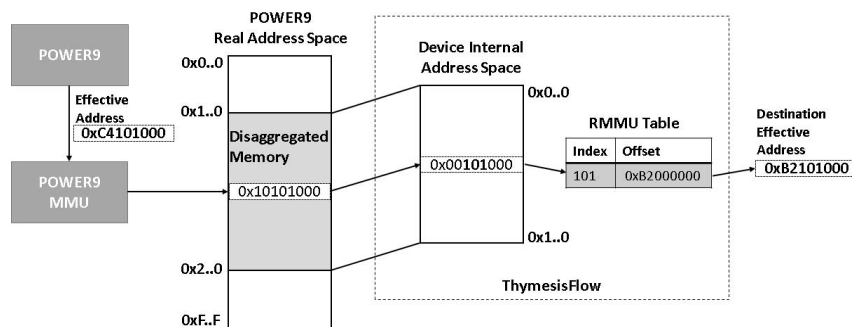 POWER9
Real Address Space
POWER9
Device Internal
Address Space
0x0..0
0x0..0
Effective
Address
0xC4101000
0x1..0
Destination
Effective
Address
RMMU Table
Disaggregated
Memory
Index Offset
0x00101000
0xB2101000
101 0xB2000000
POWER9
MMU
0x10101000
0x1..0
0x2..0
ThymesisFlow
0xF..F